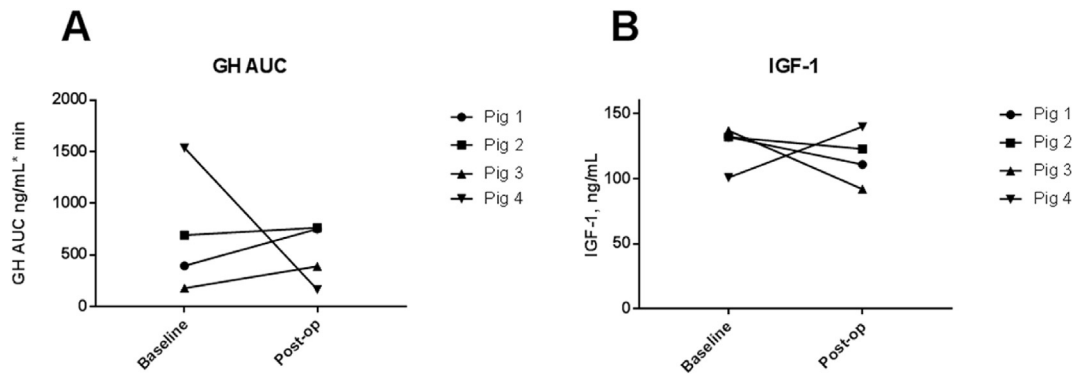 A
GH AUC
GH AUC ng/mL* min
2000
1500
1000
500
0
Baseline
Post-op
Pig 1
Pig 2
Pig 3
Pig 4
B
IGF-1
IGF-1, ng/mL
150
100
50
0
Baseline
Post-op
Pig 1
Pig 2
Pig 3
Pig 4